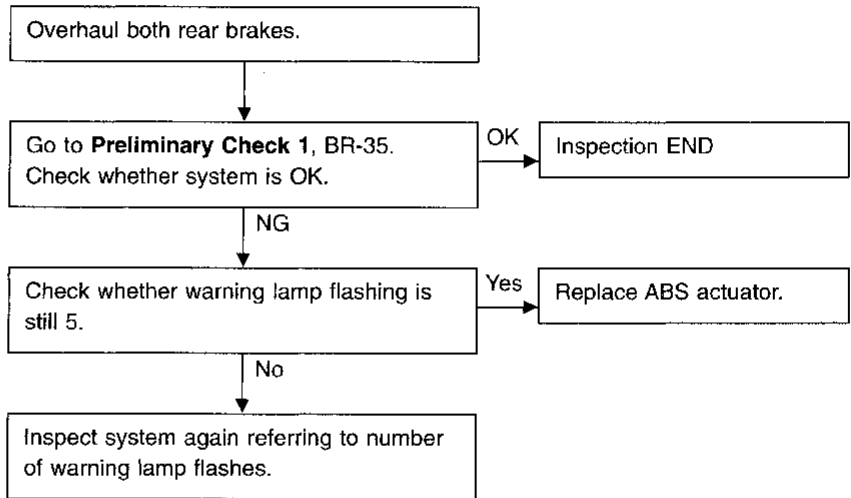 Overhaul both rear brakes.
Go to Preliminary Check 1, BR-35.
Check whether system is OK.
OK
Inspection END
NG
Check whether warning lamp flashing is
still 5.
Yes
Replace ABS actuator.
No
Inspect system again referring to number
of warning lamp flashes.